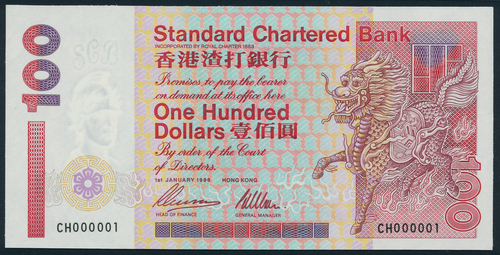 100
Standard Chartered Bank
INCORPORATED BY ROYAL CHARTER 1853
香港渣打銀行
Promises to pay the bearer
on demand at its office here
One Hundred
Dollars 壹佰圓
By order of the Court
of Directors.
1ST JANUARY 1986 HONG KONG
HEAD OF FINANCE GENERAL MANAGER
CH000001
CH000001
100